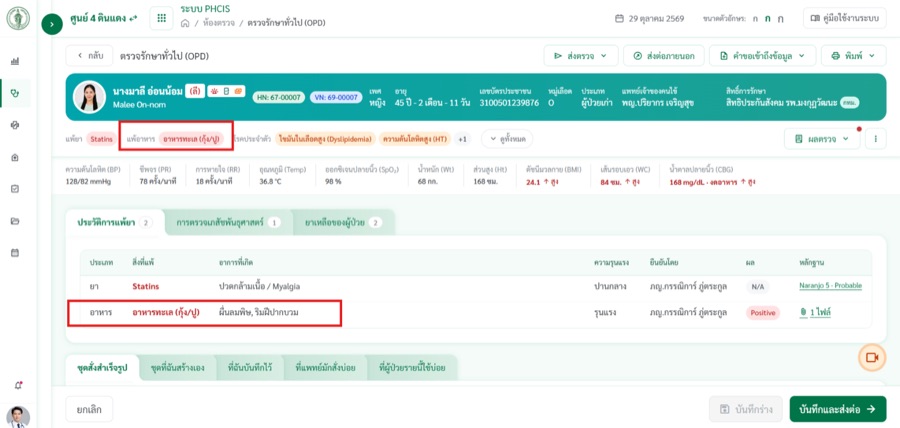 ระบบ PHCIS
ศูนย์ 4 ดินแดง
ห้องตรวจ / ตรวจรักษาทั่วไป (OPD)
29 ตุลาคม 2569
ขนาดตัวอักษร: ก ก ก
คู่มือใช้งานระบบ
< กลับ
ตรวจรักษาทั่วไป (OPD)
ส่งตรวจ
ส่งต่อภายนอก
คำขอเข้าถึงข้อมูล
พิมพ์
นางมาลี อ่อนน้อม
Malee On-nom
HN: 67-00007
VN: 69-00007
เพศ หญิง
อายุ 45 ปี - 2 เดือน - 11 วัน
เลขบัตรประชาชน 3100501239876
หมู่เลือด O
ประเภท ผู้ป่วยเก่า
แพทย์เจ้าของคนไข้ พญ.ปริยากร เจริญสุข
สิทธิ์การรักษา สิทธิประกันสังคม รพ.มงกุฎวัฒนะ
แพ้ยา Statins
แพ้อาหาร อาหารทะเล (กุ้ง/ปู)
โรคประจำตัว ไขมันในเลือดสูง (Dyslipidemia) ความดันโลหิตสูง (HT) +1
ดูทั้งหมด
ผลตรวจ
ความดันโลหิต (BP) 128/82 mmHg
ชีพจร (PR) 78 ครั้ง/นาที
การหายใจ (RR) 18 ครั้ง/นาที
อุณหภูมิ (Temp) 36.8 °C
ออกซิเจนปลายนิ้ว (SpO₂) 98 %
น้ำหนัก (Wt) 68 กก.
ส่วนสูง (Ht) 168 ซม.
ดัชนีมวลกาย (BMI) 24.1 ↑ สูง
เส้นรอบเอว (WC) 84 ซม. ↑ สูง
น้ำตาลปลายนิ้ว (CBG) 168 mg/dL · งดอาหาร ↑ สูง
ประวัติการแพ้ยา 2
การตรวจเภสัชพันธุศาสตร์ 1
ยาเหลือของผู้ป่วย 2
ประเภท สิ่งที่แพ้ อาการที่เกิด ความรุนแรง ยืนยันโดย ผล หลักฐาน
ยา Statins ปวดกล้ามเนื้อ / Myalgia ปานกลาง ภญ.กรรณิการ์ ภู่ตระกูล N/A Naranjo 5 · Probable
อาหาร อาหารทะเล (กุ้ง/ปู) ผื่นลมพิษ, ริมฝีปากบวม รุนแรง ภญ.กรรณิการ์ ภู่ตระกูล Positive 1 ไฟล์
ชุดสั่งสำเร็จรูป
ชุดที่ฉันสร้างเอง
ที่ฉันบันทึกไว้
ที่แพทย์มักสั่งบ่อย
ที่ผู้ป่วยรายนี้ใช้บ่อย
ยกเลิก
บันทึกร่าง
บันทึกและส่งต่อ →